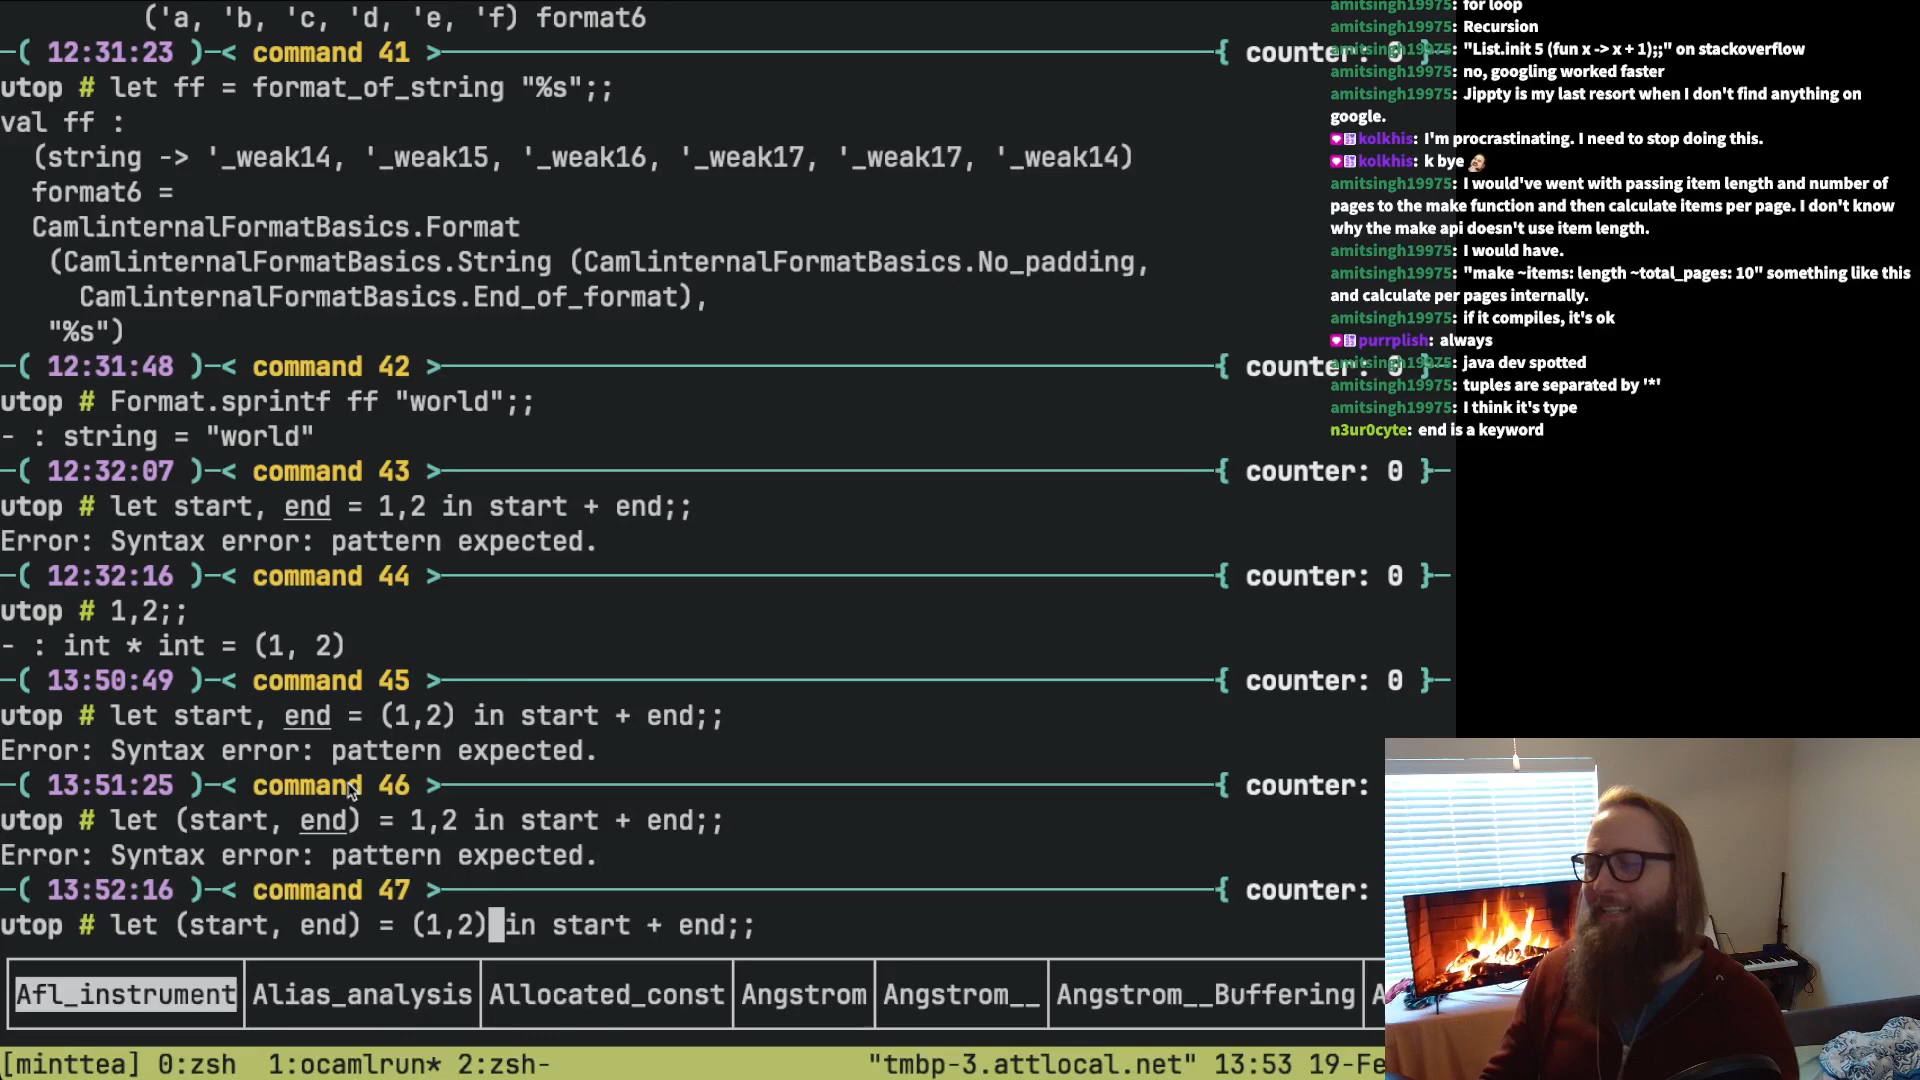 ('a, 'b, 'c, 'd, 'e, 'f) format6
─( 12:31:23 )─< command 41 >─{ counter: 0 }─
utop # let ff = format_of_string "%s";;
val ff :
(string -> '_weak14, '_weak15, '_weak16, '_weak17, '_weak17, '_weak14)
format6 =
CamlinternalFormatBasics.Format
(CamlinternalFormatBasics.String (CamlinternalFormatBasics.No_padding,
CamlinternalFormatBasics.End_of_format),
"%s")
─( 12:31:48 )─< command 42 >─{ counter: 0 }─
utop # Format.sprintf ff "world";;
- : string = "world"
─( 12:32:07 )─< command 43 >─{ counter: 0 }─
utop # let start, end = 1,2 in start + end;;
Error: Syntax error: pattern expected.
─( 12:32:16 )─< command 44 >─{ counter: 0 }─
utop # 1,2;;
- : int * int = (1, 2)
─( 13:50:49 )─< command 45 >─{ counter: 0 }─
utop # let start, end = (1,2) in start + end;;
Error: Syntax error: pattern expected.
─( 13:51:25 )─< command 46 >─{ counter:
utop # let (start, end) = 1,2 in start + end;;
Error: Syntax error: pattern expected.
─( 13:52:16 )─< command 47 >─{ counter:
utop # let (start, end) = (1,2) in start + end;;
Afl_instrument Alias_analysis Allocated_const Angstrom Angstrom__ Angstrom__Buffering A
[minttea] 0:zsh 1:ocamlrun* 2:zsh- "tmbp-3.attlocal.net" 13:53 19-Fe
amitsingh19975: for loop
amitsingh19975: Recursion
amitsingh19975: "List.init 5 (fun x -> x + 1);;" on stackoverflow
amitsingh19975: no, googling worked faster
amitsingh19975: Jippty is my last resort when I don't find anything on
google.
kolkhis: I'm procrastinating. I need to stop doing this.
kolkhis: k bye
amitsingh19975: I would've went with passing item length and number of
pages to the make function and then calculate items per page. I don't know
why the make api doesn't use item length.
amitsingh19975: I would have.
amitsingh19975: "make ~items: length ~total_pages: 10" something like this
and calculate per pages internally.
amitsingh19975: if it compiles, it's ok
purrplish: always
amitsingh19975: java dev spotted
amitsingh19975: tuples are separated by '*'
amitsingh19975: I think it's type
n3ur0cyte: end is a keyword